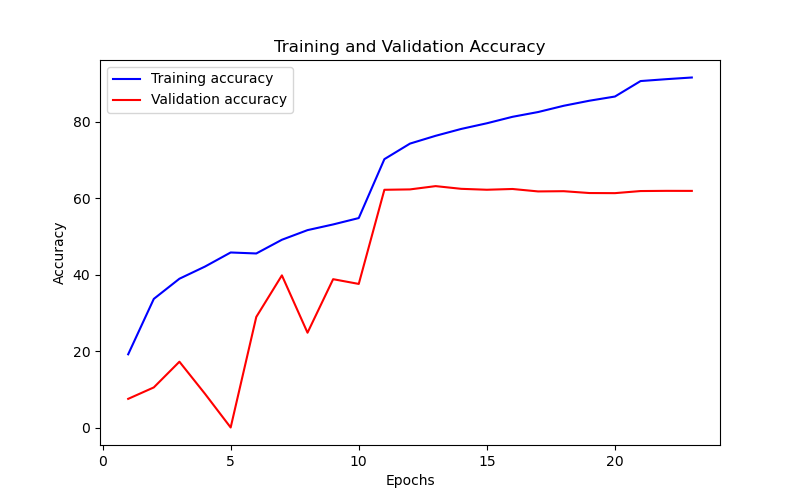 Training and Validation Accuracy
Training accuracy
Validation accuracy
Accuracy
80
60
40
20
0
0 5 10 15 20
Epochs